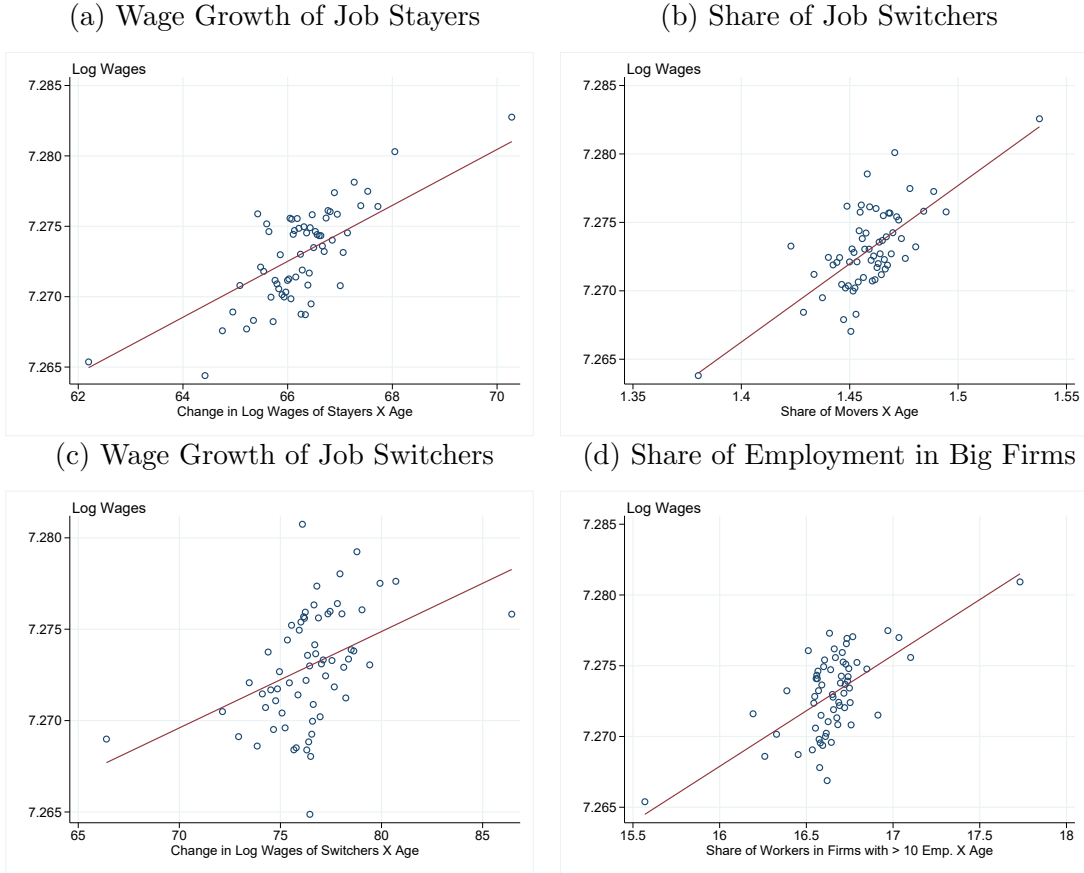 (a) Wage Growth of Job Stayers
Log Wages
7.285
7.280
7.275
7.270
7.265
62 64 66 68 70
Change in Log Wages of Stayers X Age
(b) Share of Job Switchers
Log Wages
7.285
7.280
7.275
7.270
7.265
1.35 1.4 1.45 1.5 1.55
Share of Movers X Age
(c) Wage Growth of Job Switchers
Log Wages
7.280
7.275
7.270
7.265
65 70 75 80 85
Change in Log Wages of Switchers X Age
(d) Share of Employment in Big Firms
Log Wages
7.285
7.280
7.275
7.270
7.265
15.5 16 16.5 17 17.5 18
Share of Workers in Firms with > 10 Emp. X Age